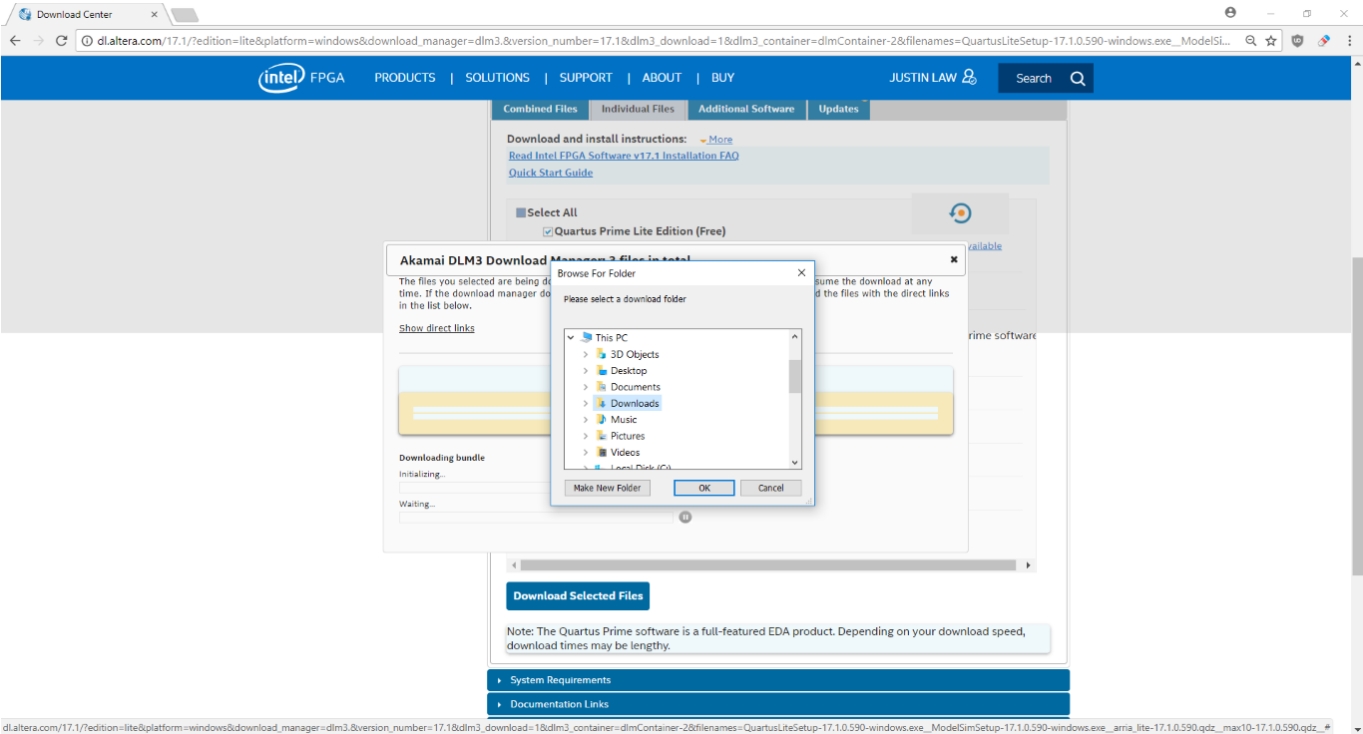 Download Center
dl.altera.com/17.1/?edition=lite&platform=windows&download_manager=dlm3.&version_number=17.1&dlm3_download=1&dlm3_container=dlmContainer-2&filenames=QuartusLiteSetup-17.1.0.590-windows.exe__ModelSi...
intel FPGA PRODUCTS | SOLUTIONS | SUPPORT | ABOUT | BUY JUSTIN LAW Search
Combined Files Individual Files Additional Software Updates
Download and install instructions: More
Read Intel FPGA Software v17.1 Installation FAQ
Quick Start Guide
Select All
Quartus Prime Lite Edition (Free)
vailable
Akamai DLM3 Download Manager: 3 files in total
The files you selected are being d
sume the download at any
time. If the download manager do
d the files with the direct links
in the list below.
Show direct links
rime software
Browse For Folder
Please select a download folder
This PC
3D Objects
Desktop
Documents
Downloads
Music
Pictures
Videos
Local Disk (C:)
Make New Folder OK Cancel
Downloading bundle
Initializing...
Waiting...
Download Selected Files
Note: The Quartus Prime software is a full-featured EDA product. Depending on your download speed,
download times may be lengthy.
System Requirements
Documentation Links
dl.altera.com/17.1/?edition=lite&platform=windows&download_manager=dlm3.&version_number=17.1&dlm3_download=1&dlm3_container=dlmContainer-2&filenames=QuartusLiteSetup-17.1.0.590-windows.exe__ModelSimSetup-17.1.0.590-windows.exe__arria_lite-17.1.0.590.qdz__max10-17.1.0.590.qdz__#